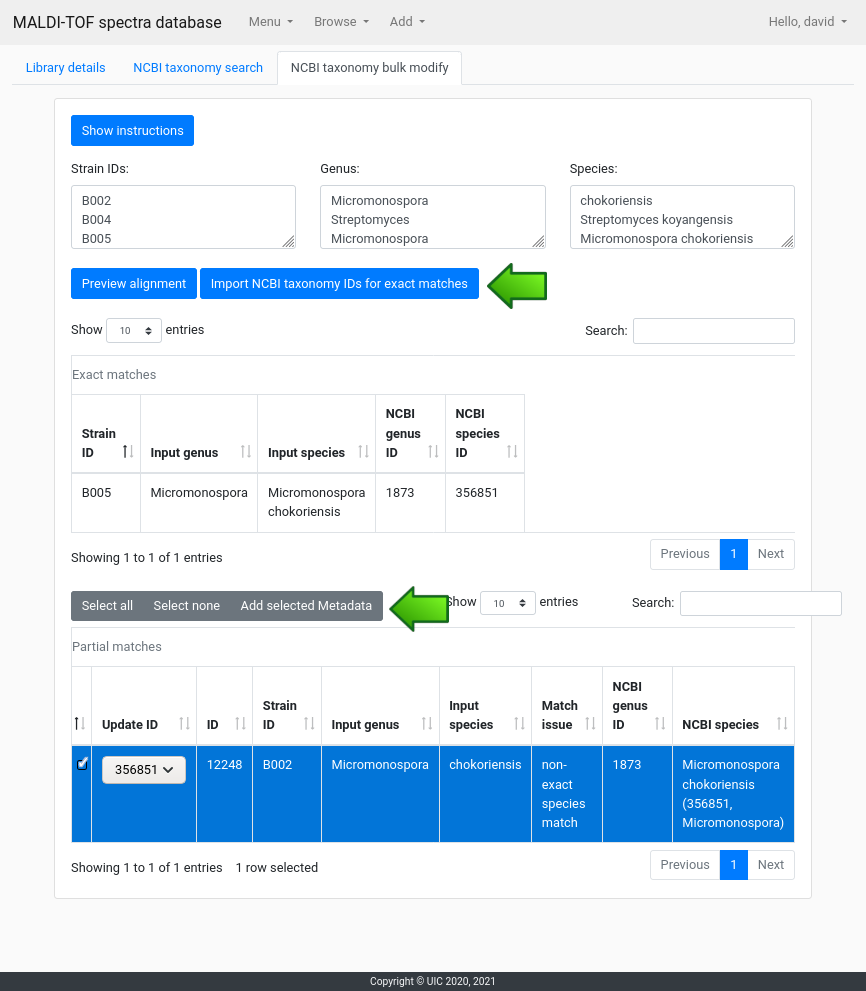 MALDI-TOF spectra database Menu Browse Add Hello, david
Library details NCBI taxonomy search NCBI taxonomy bulk modify
Show instructions
Strain IDs: Genus: Species:
B002 Micromonospora chokoriensis
B004 Streptomyces Streptomyces koyangensis
B005 Micromonospora Micromonospora chokoriensis
Preview alignment Import NCBI taxonomy IDs for exact matches
Show 10 entries Search:
Exact matches
NCBI NCBI
Strain genus species
ID Input genus Input species ID ID
B005 Micromonospora Micromonospora 1873 356851
chokoriensis
Showing 1 to 1 of 1 entries Previous 1 Next
Select all Select none Add selected Metadata Show 10 entries Search:
Partial matches
NCBI
Strain Input Match genus
Update ID ID ID Input genus species issue ID NCBI species
356851 12248 B002 Micromonospora chokoriensis non- 1873 Micromonospora
exact chokoriensis
species (356851,
match Micromonospora)
Showing 1 to 1 of 1 entries 1 row selected Previous 1 Next
Copyright © UIC 2020, 2021